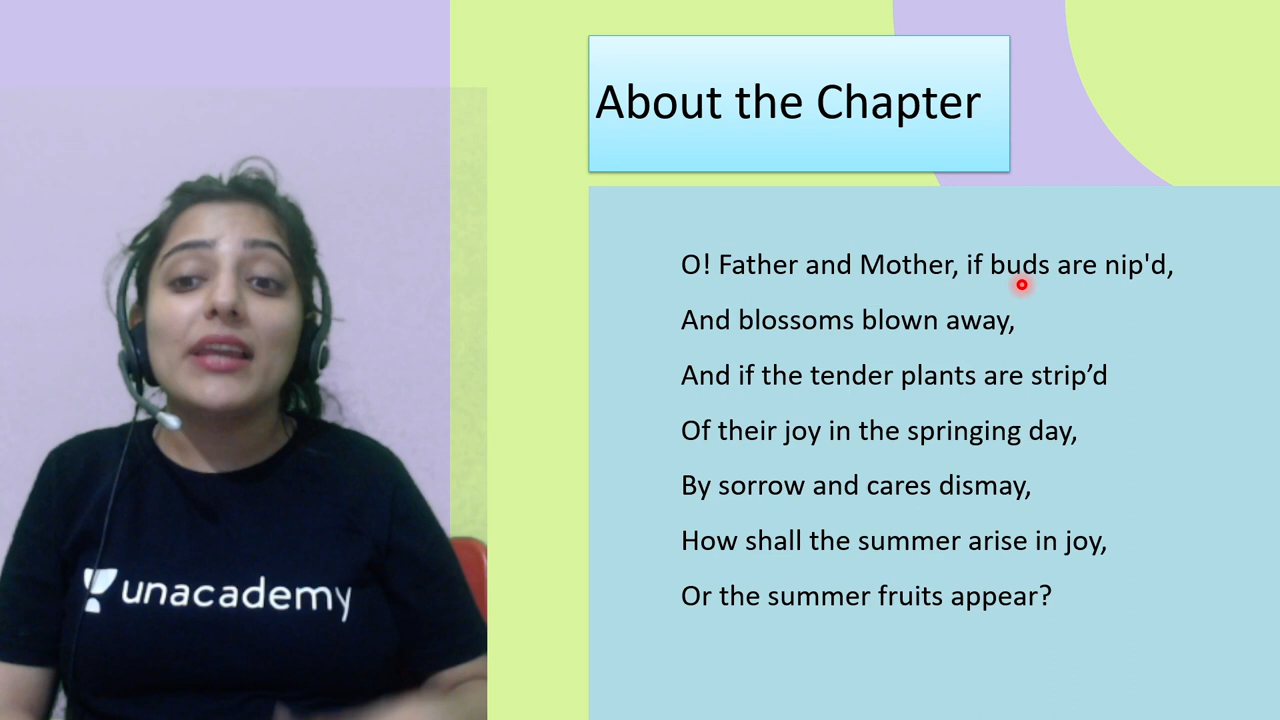 About the Chapter
O! Father and Mother, if buds are nip'd,
And blossoms blown away,
And if the tender plants are strip’d
Of their joy in the springing day,
By sorrow and cares dismay,
How shall the summer arise in joy,
Or the summer fruits appear?
unacademy